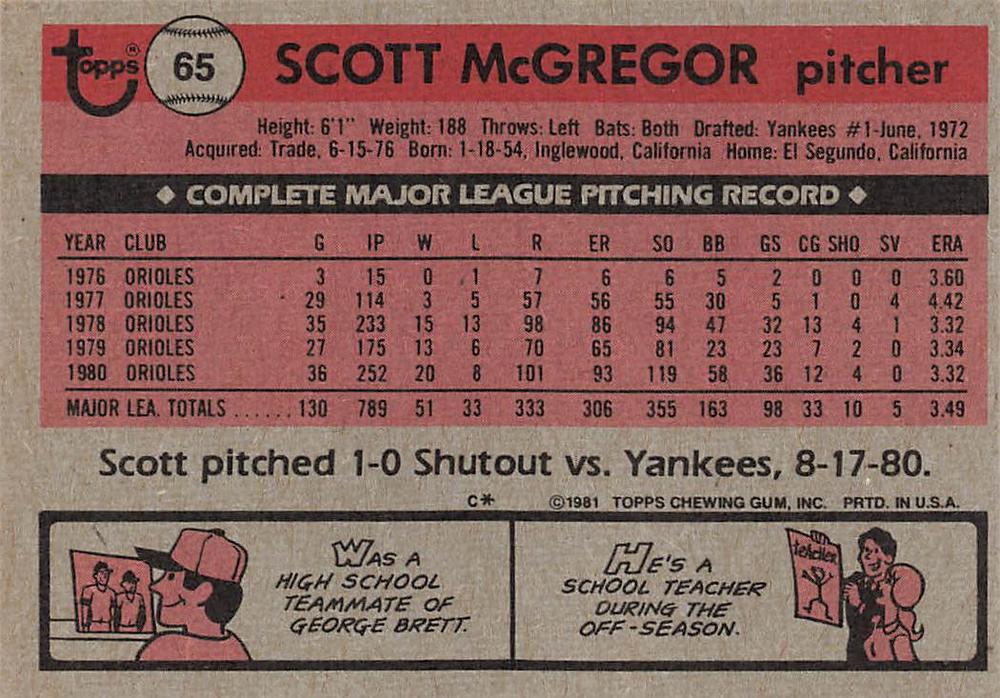 Topps® 65 SCOTT McGREGOR pitcher
Height: 6'1" Weight: 188 Throws: Left Bats: Both Drafted: Yankees #1-June, 1972
Acquired: Trade, 6-15-76 Born: 1-18-54, Inglewood, California Home: El Segundo, California
◆ COMPLETE MAJOR LEAGUE PITCHING RECORD ◆
YEAR CLUB G IP W L R ER SO BB GS CG SHO SV ERA
1976 ORIOLES 3 15 0 1 7 6 6 5 2 0 0 0 3.60
1977 ORIOLES 29 114 3 5 57 56 55 30 5 1 0 4 4.42
1978 ORIOLES 35 233 15 13 98 86 94 47 32 13 4 1 3.32
1979 ORIOLES 27 175 13 6 70 65 81 23 23 7 2 0 3.34
1980 ORIOLES 36 252 20 8 101 93 119 58 36 12 4 0 3.32
MAJOR LEA. TOTALS ...... 130 789 51 33 333 306 355 163 98 33 10 5 3.49
Scott pitched 1-0 Shutout vs. Yankees, 8-17-80.
C* ©1981 TOPPS CHEWING GUM, INC. PRTD. IN U.S.A.
WAS A
HIGH SCHOOL
TEAMMATE OF
GEORGE BRETT.
HE'S A
SCHOOL TEACHER
DURING THE
OFF-SEASON.
teacher